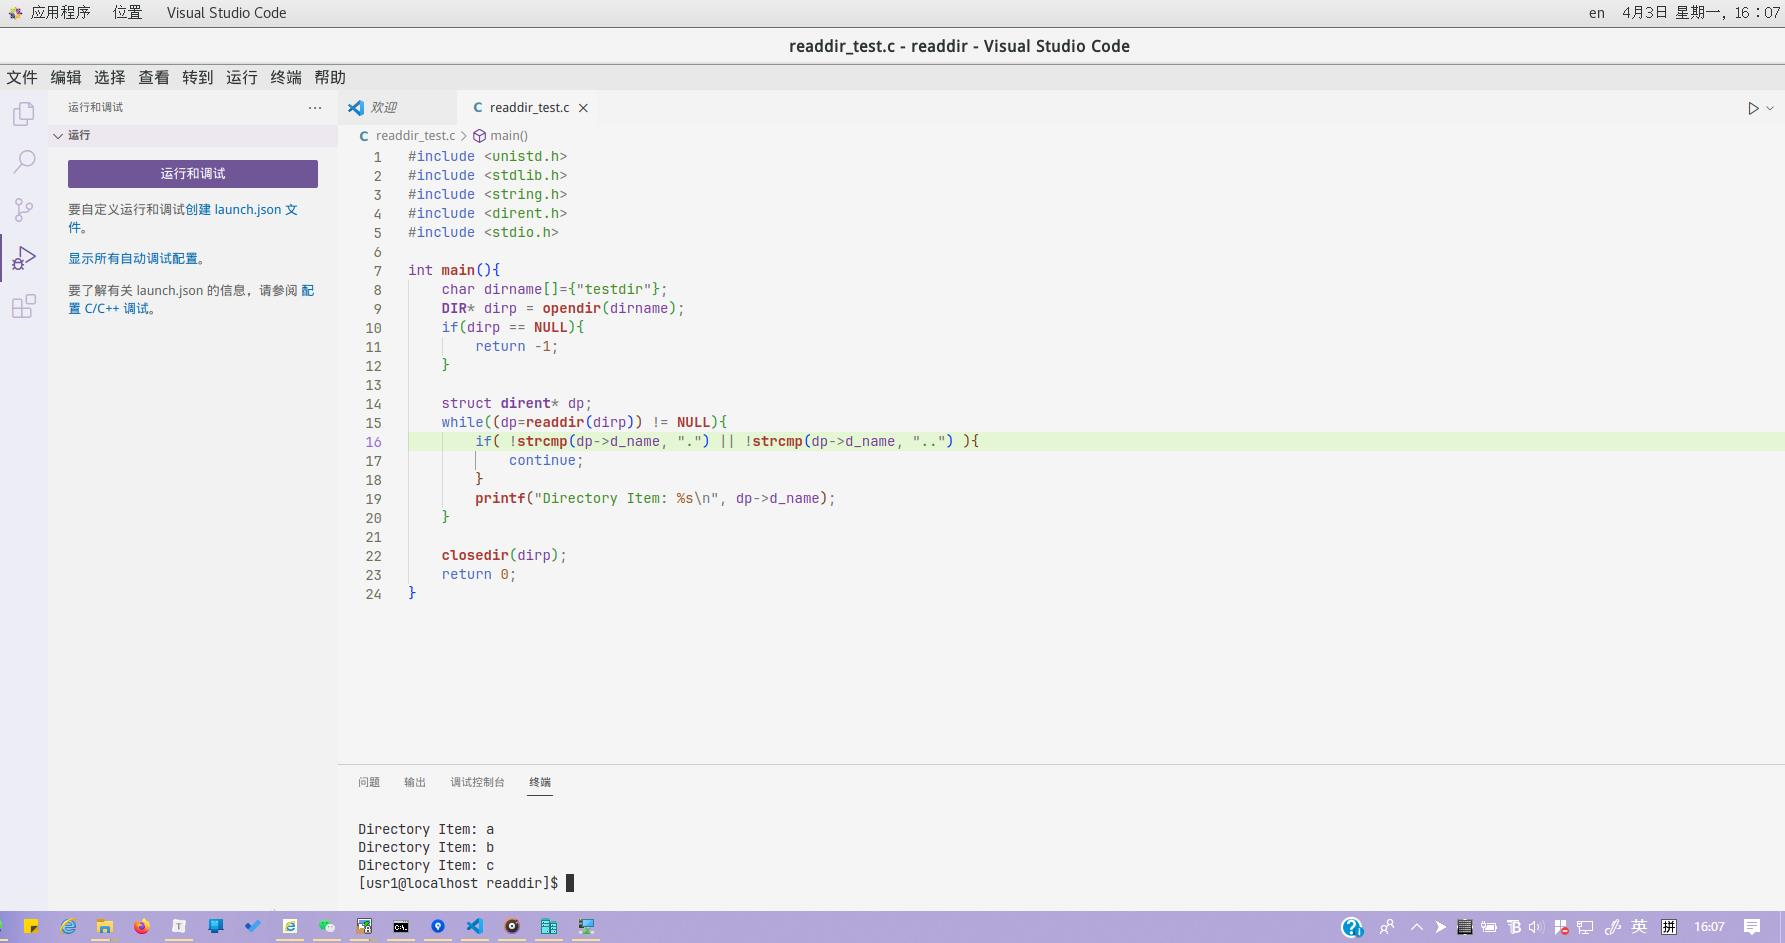 应用程序 位置 Visual Studio Code en 4月3日 星期一, 16：07
readdir_test.c - readdir - Visual Studio Code
文件 编辑 选择 查看 转到 运行 终端 帮助
运行和调试 ···
欢迎
C readdir_test.c
运行
运行和调试
要自定义运行和调试创建 launch.json 文
件。
显示所有自动调试配置。
要了解有关 launch.json 的信息，请参阅 配
置 C/C++ 调试。
C readdir_test.c > main()
1 #include <unistd.h>
2 #include <stdlib.h>
3 #include <string.h>
4 #include <dirent.h>
5 #include <stdio.h>
6
7 int main(){
8 char dirname[]={"testdir"};
9 DIR* dirp = opendir(dirname);
10 if(dirp == NULL){
11 return -1;
12 }
13
14 struct dirent* dp;
15 while((dp=readdir(dirp)) != NULL){
16 if( !strcmp(dp->d_name, ".") || !strcmp(dp->d_name, "..") ){
17 continue;
18 }
19 printf("Directory Item: %s\n", dp->d_name);
20 }
21
22 closedir(dirp);
23 return 0;
24 }
问题 输出 调试控制台 终端
Directory Item: a
Directory Item: b
Directory Item: c
[usr1@localhost readdir]$
英 拼 16:07